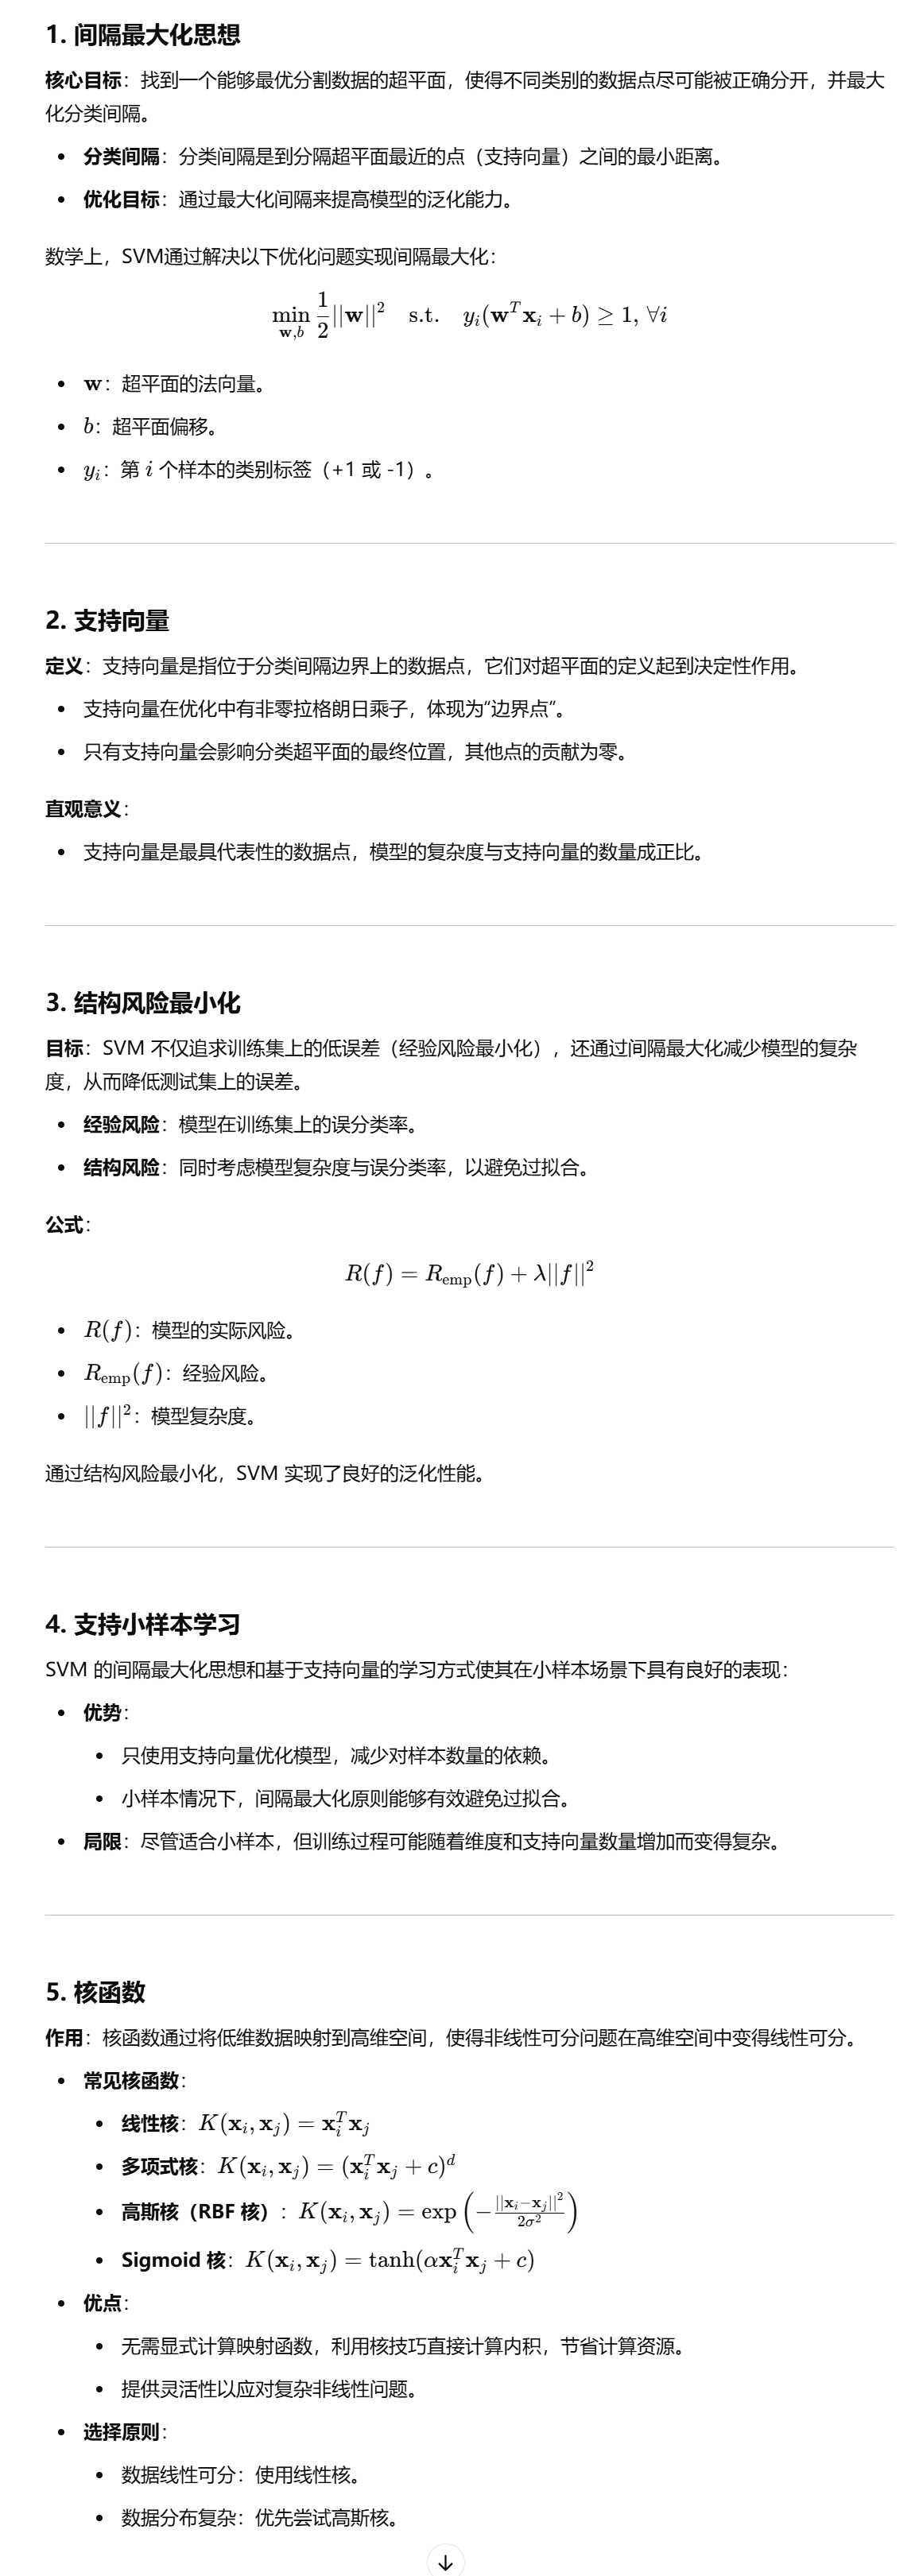 1. 间隔最大化思想
核心目标：找到一个能够最优分割数据的超平面，使得不同类别的数据点尽可能被正确分开，并最大
化分类间隔。
• 分类间隔：分类间隔是到分隔超平面最近的点（支持向量）之间的最小距离。
• 优化目标：通过最大化间隔来提高模型的泛化能力。
数学上，SVM通过解决以下优化问题实现间隔最大化：
$\min_{\mathbf{w},b} \frac{1}{2}||\mathbf{w}||^2 \quad \text{s.t.} \quad y_i(\mathbf{w}^T\mathbf{x}_i + b) \geq 1, \forall i$
• $\mathbf{w}$：超平面的法向量。
• $b$：超平面偏移。
• $y_i$：第 $i$ 个样本的类别标签（+1 或 -1）。
2. 支持向量
定义：支持向量是指位于分类间隔边界上的数据点，它们对超平面的定义起到决定性作用。
• 支持向量在优化中有非零拉格朗日乘子，体现为“边界点”。
• 只有支持向量会影响分类超平面的最终位置，其他点的贡献为零。
直观意义：
• 支持向量是最具代表性的数据点，模型的复杂度与支持向量的数量成正比。
3. 结构风险最小化
目标：SVM 不仅追求训练集上的低误差（经验风险最小化），还通过间隔最大化减少模型的复杂
度，从而降低测试集上的误差。
• 经验风险：模型在训练集上的误分类率。
• 结构风险：同时考虑模型复杂度与误分类率，以避免过拟合。
公式：
$R(f) = R_{\text{emp}}(f) + \lambda||f||^2$
• $R(f)$：模型的实际风险。
• $R_{\text{emp}}(f)$：经验风险。
• $||f||^2$：模型复杂度。
通过结构风险最小化，SVM 实现了良好的泛化性能。
4. 支持小样本学习
SVM 的间隔最大化思想和基于支持向量的学习方式使其在小样本场景下具有良好的表现：
• 优势：
• 只使用支持向量优化模型，减少对样本数量的依赖。
• 小样本情况下，间隔最大化原则能够有效避免过拟合。
• 局限：尽管适合小样本，但训练过程可能随着维度和支持向量数量增加而变得复杂。
5. 核函数
作用：核函数通过将低维数据映射到高维空间，使得非线性可分问题在高维空间中变得线性可分。
• 常见核函数：
• 线性核：$K(\mathbf{x}_i, \mathbf{x}_j) = \mathbf{x}_i^T\mathbf{x}_j$
• 多项式核：$K(\mathbf{x}_i, \mathbf{x}_j) = (\mathbf{x}_i^T\mathbf{x}_j + c)^d$
• 高斯核（RBF 核）：$K(\mathbf{x}_i, \mathbf{x}_j) = \exp\left(-\frac{||\mathbf{x}_i-\mathbf{x}_j||^2}{2\sigma^2}\right)$
• Sigmoid 核：$K(\mathbf{x}_i, \mathbf{x}_j) = \tanh(\alpha\mathbf{x}_i^T\mathbf{x}_j + c)$
• 优点：
• 无需显式计算映射函数，利用核技巧直接计算内积，节省计算资源。
• 提供灵活性以应对复杂非线性问题。
• 选择原则：
• 数据线性可分：使用线性核。
• 数据分布复杂：优先尝试高斯核。